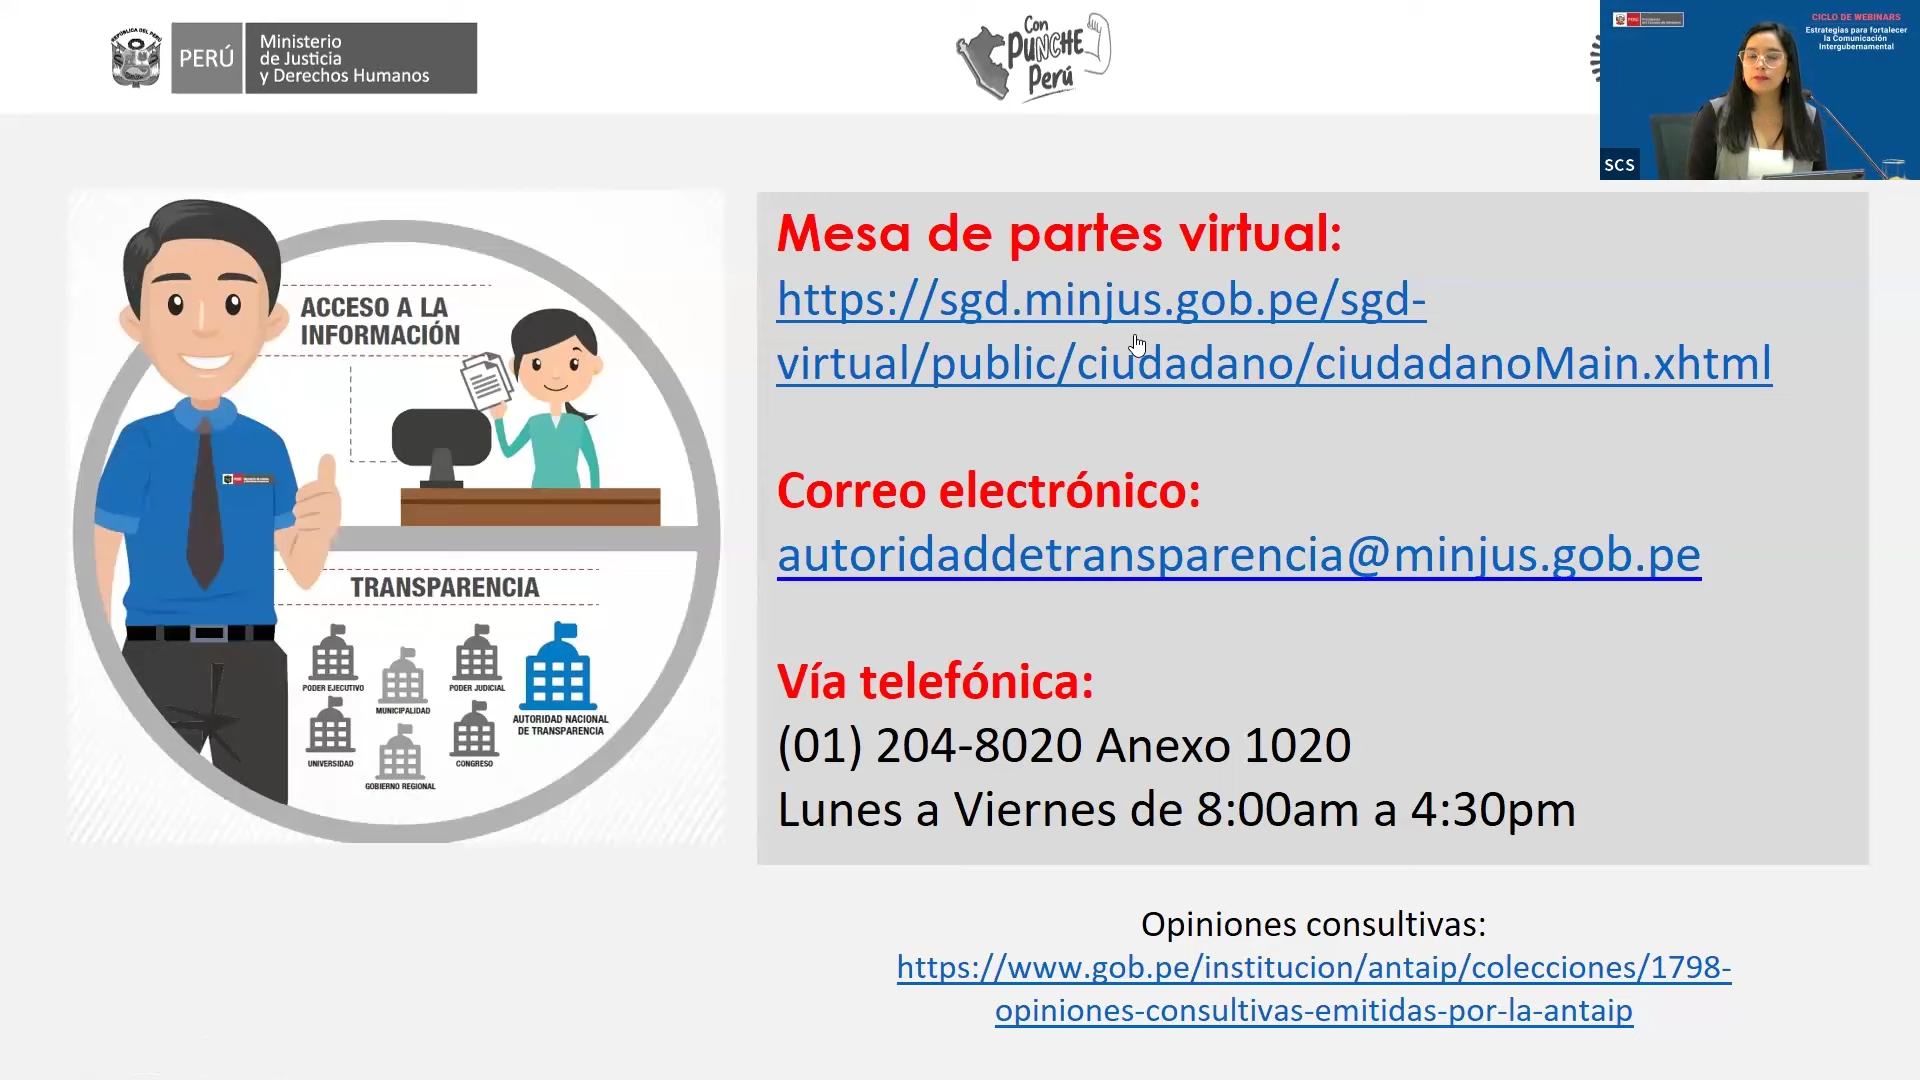 REPÚBLICA DEL PERÚ
PERÚ
Ministerio
de Justicia
y Derechos Humanos
Con
PUNCHE
Perú
PERÚ
CICLO DE WEBINARS
Estrategias para fortalecer
la Comunicación
Intergubernamental
SCS
ACCESO A LA
INFORMACIÓN
TRANSPARENCIA
PODER EJECUTIVO
MUNICIPALIDAD
PODER JUDICIAL
AUTORIDAD NACIONAL
DE TRANSPARENCIA
UNIVERSIDAD
GOBIERNO REGIONAL
CONGRESO
Mesa de partes virtual:
https://sgd.minjus.gob.pe/sgd-
virtual/public/ciudadano/ciudadanoMain.xhtml
Correo electrónico:
autoridaddetransparencia@minjus.gob.pe
Vía telefónica:
(01) 204-8020 Anexo 1020
Lunes a Viernes de 8:00am a 4:30pm
Opiniones consultivas:
https://www.gob.pe/institucion/antaip/colecciones/1798-
opiniones-consultivas-emitidas-por-la-antaip